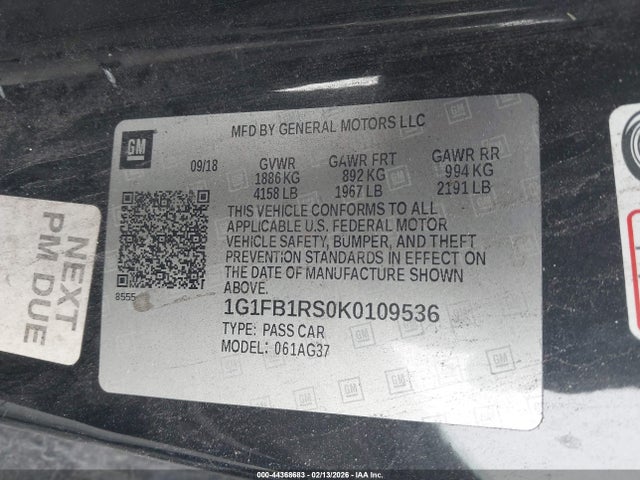 GM
MFD BY GENERAL MOTORS LLC
09/18 GVWR GAWR FRT GAWR RR
1886 KG 892 KG 994 KG
4158 LB 1967 LB 2191 LB
THIS VEHICLE CONFORMS TO ALL
APPLICABLE U.S. FEDERAL MOTOR
VEHICLE SAFETY, BUMPER, AND THEFT
PREVENTION STANDARDS IN EFFECT ON
THE DATE OF MANUFACTURE SHOWN
ABOVE.
8555
1G1FB1RS0K0109536
TYPE: PASS CAR
MODEL: 061AG37
NEXT
PM DUE
000-44368683 - 02/13/2026 - IAA Inc.